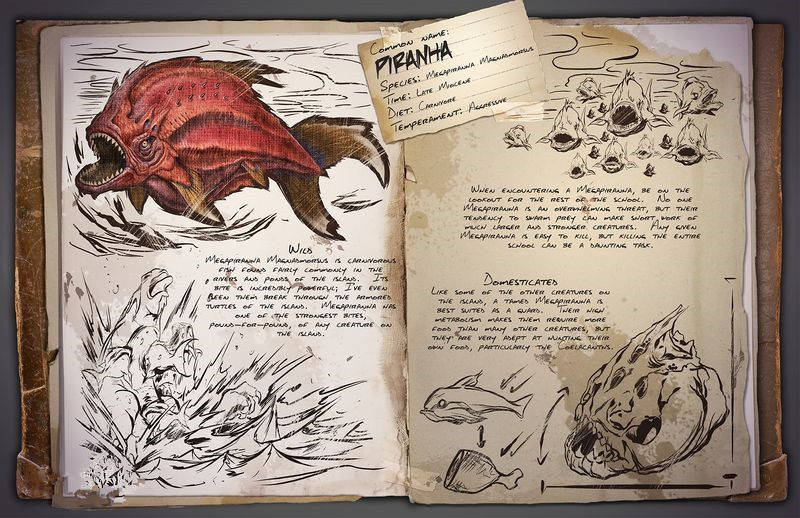 Common name:
PIRANHA
Species: Megapiranha Magnadmorsus
Time: Late Miocene
Diet: Carnivore
Temperament: Aggressive
Wild
Megapiranha Magnadmorsus is carnivorous
fish found fairly commonly in the
rivers and ponds of the island. Its
bite is incredibly powerful; I've even
seen them break through the armored
turtles of the island. Megapiranha has
one of the strongest bites,
pound-for-pound, of any creature on
the island.
When encountering a Megapiranha, be on the
lookout for the rest of the school. No one
Megapiranha is an overwhelming threat, but their
tendency to swarm prey can make short work of
much larger and stronger creatures. Any given
Megapiranha is easy to kill, but killing the entire
school can be a daunting task.
Domesticated
Like some of the other creatures on
the island, a tamed Megapiranha is
best suited as a guard. Their high
metabolism makes them require more
food than many other creatures, but
they are very adept at hunting their
own food, particularly the Coelacanths.